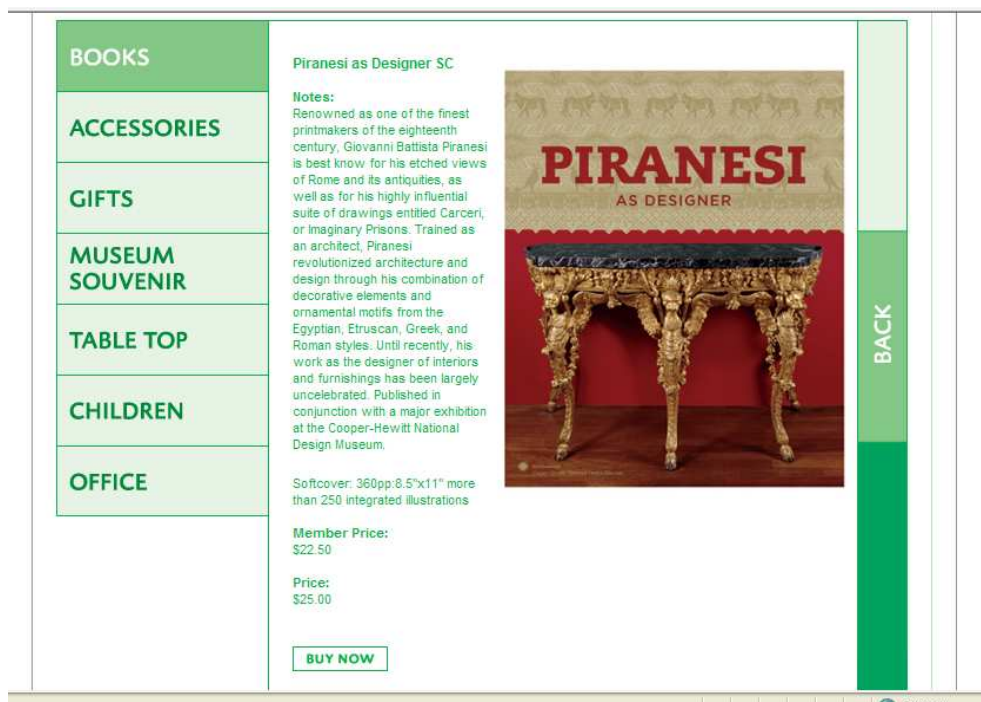 BOOKS
ACCESSORIES
GIFTS
MUSEUM
SOUVENIR
TABLE TOP
CHILDREN
OFFICE
Piranesi as Designer SC
Notes:
Renowned as one of the finest
printmakers of the eighteenth
century, Giovanni Battista Piranesi
is best know for his etched views
of Rome and its antiquities, as
well as for his highly influential
suite of drawings entitled Carceri,
or Imaginary Prisons. Trained as
an architect, Piranesi
revolutionized architecture and
design through his combination of
decorative elements and
ornamental motifs from the
Egyptian, Etruscan, Greek, and
Roman styles. Until recently, his
work as the designer of interiors
and furnishings has been largely
uncelebrated. Published in
conjunction with a major exhibition
at the Cooper-Hewitt National
Design Museum.
Softcover: 360pp:8.5"x11" more
than 250 integrated illustrations
Member Price:
$22.50
Price:
$25.00
BUY NOW
PIRANESI
AS DESIGNER
BACK